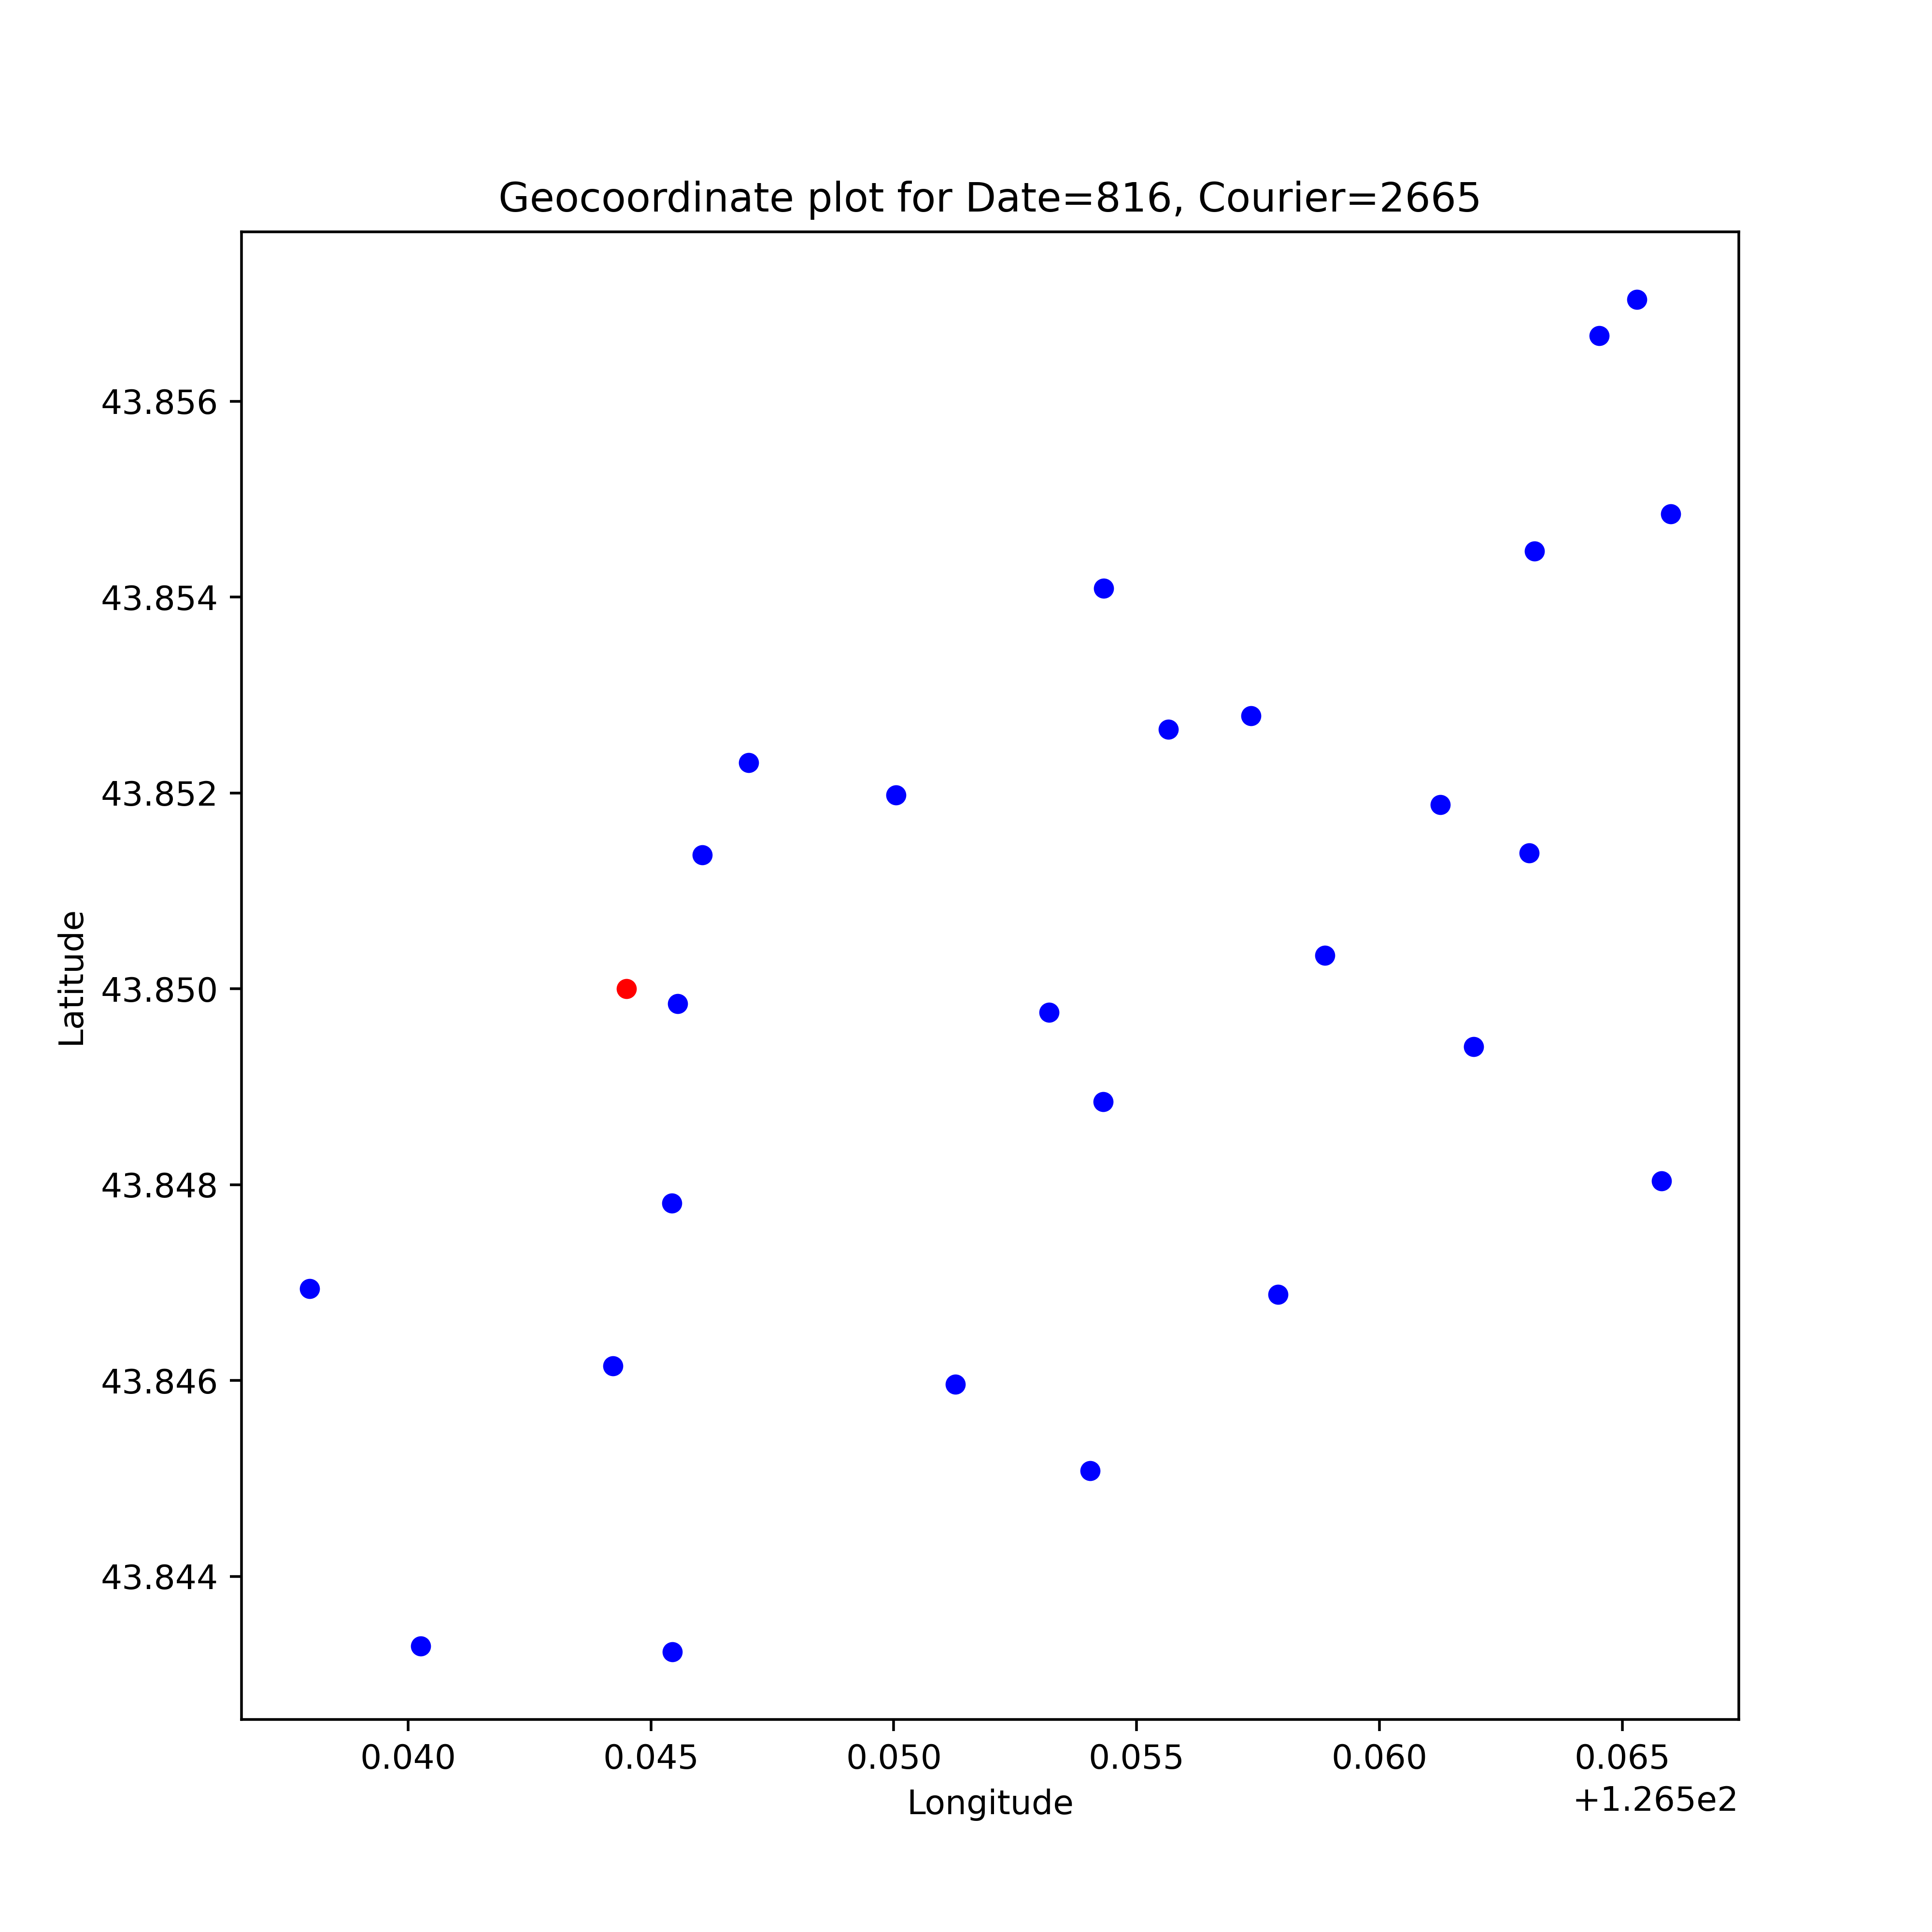 Geocoordinate plot for Date=816, Courier=2665
43.856
43.854
43.852
43.850
43.848
43.846
43.844
Latitude
0.040 0.045 0.050 0.055 0.060 0.065
+1.265e2
Longitude